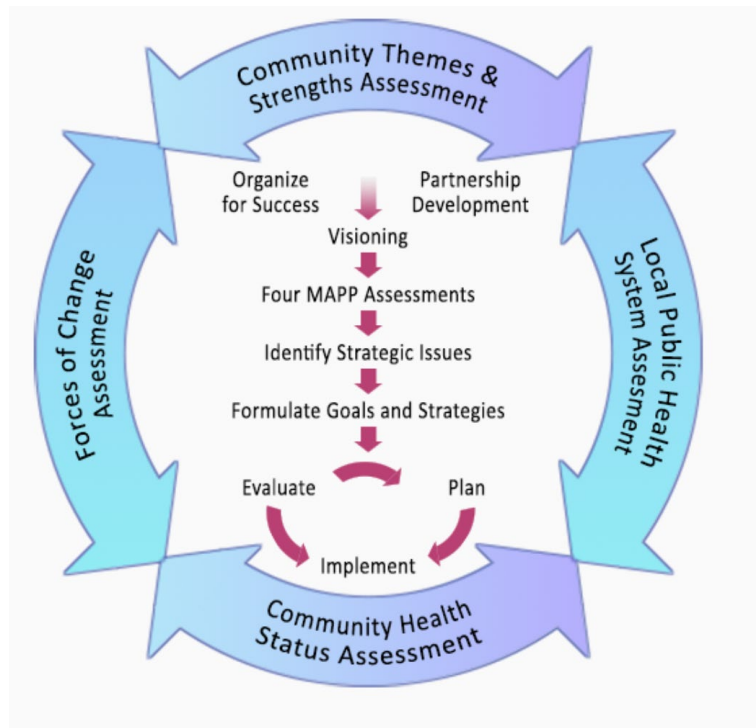 Community Themes &
Strengths Assessment
Organize
for Success
Partnership
Development
Visioning
Four MAPP Assessments
Identify Strategic Issues
Formulate Goals and Strategies
Evaluate
Plan
Implement
Forces of Change
Assessment
Local Public Health
System Assesment
Community Health
Status Assessment